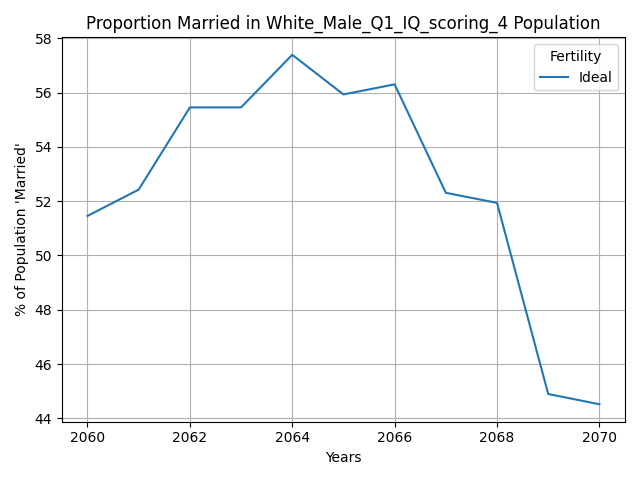 Proportion Married in White_Male_Q1_IQ_scoring_4 Population
Fertility
Ideal
% of Population 'Married'
58
56
54
52
50
48
46
44
2060 2062 2064 2066 2068 2070
Years